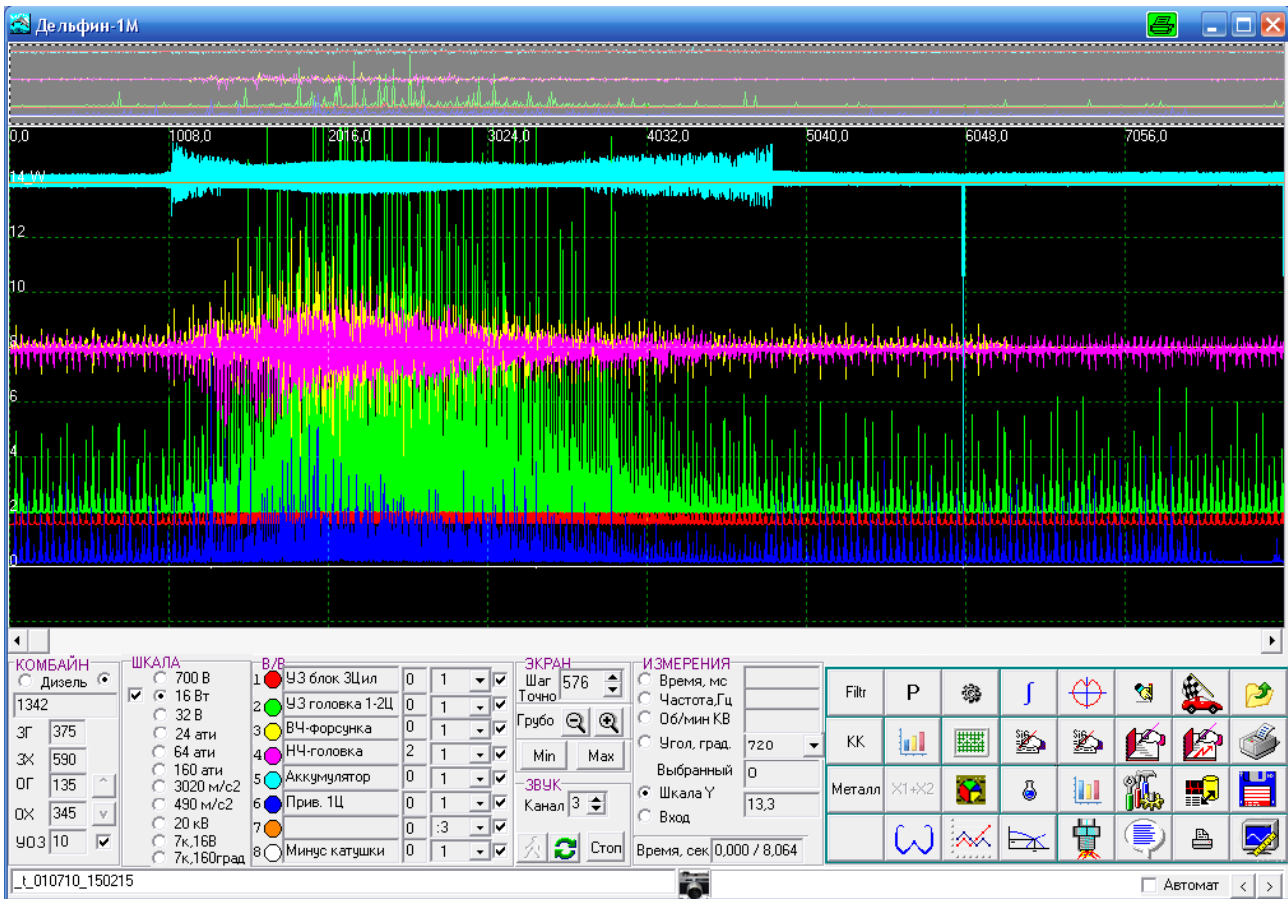 Дельфин-1М
0,0 1008,0 2016,0 3024,0 4032,0 5040,0 6048,0 7056,0
14_W
12
10
8
6
4
2
0
КОМБАЙН ШКАЛА В/В ЭКРАН ИЗМЕРЕНИЯ
Дизель
1342
ЗГ 375
ЗХ 590
ОГ 135
ОХ 345
УОЗ 10
700 В
16 Вт
32 В
24 ати
64 ати
160 ати
3020 м/с2
490 м/с2
20 кВ
7к,16В
7к,160град
1 УЗ блок 3Цил 0 1
2 УЗ головка 1-2Ц 0 1
3 ВЧ-форсунка 0 1
4 НЧ-головка 2 1
5 Аккумулятор 0 1
6 Прив. 1Ц 0 1
7 0 :3
8 Минус катушки 0 1
Шаг 576
Точно
Грубо
Min Max
ЗВУК
Канал 3
Стоп
Время, мс
Частота,Гц
Об/мин КВ
Угол, град. 720
Выбранный 0
Шкала Y 13,3
Вход
Время, сек 0,000 / 8,064
Filtr P ∫
КК SIG SIG
Металл X1+X2
_t_010710_150215
Автомат < >